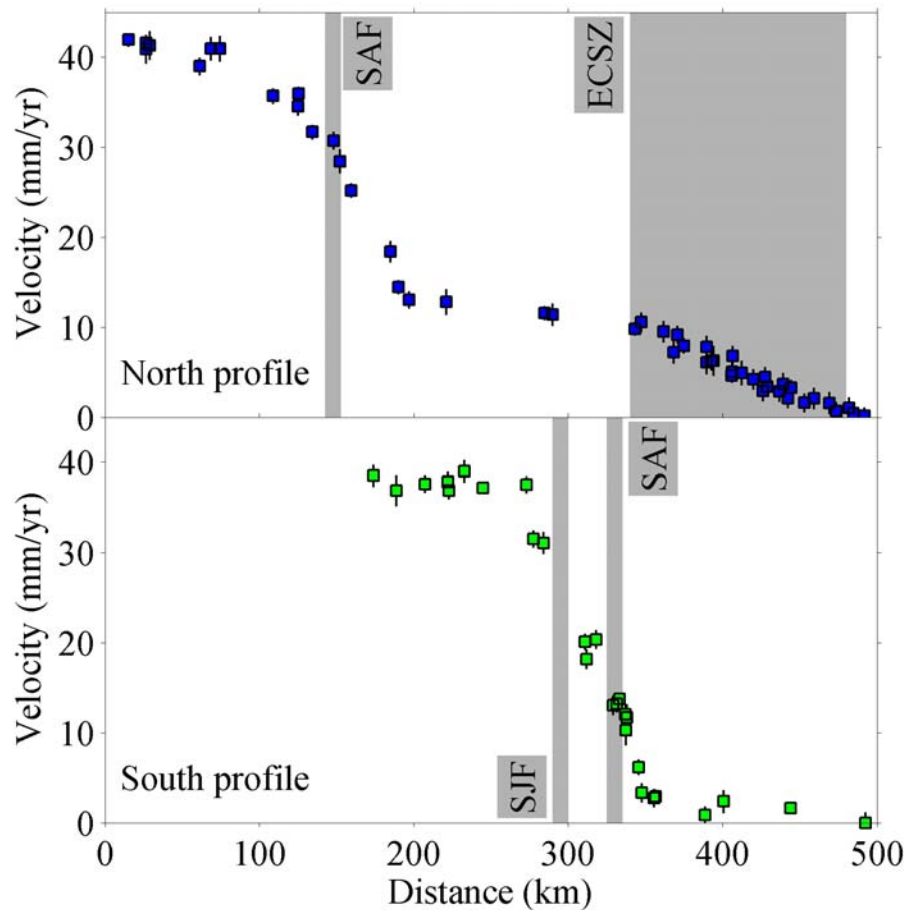 40
30
20
10
0
Velocity (mm/yr)
SAF
ECSZ
North profile
40
30
20
10
0
Velocity (mm/yr)
SJF
SAF
South profile
0 100 200 300 400 500
Distance (km)